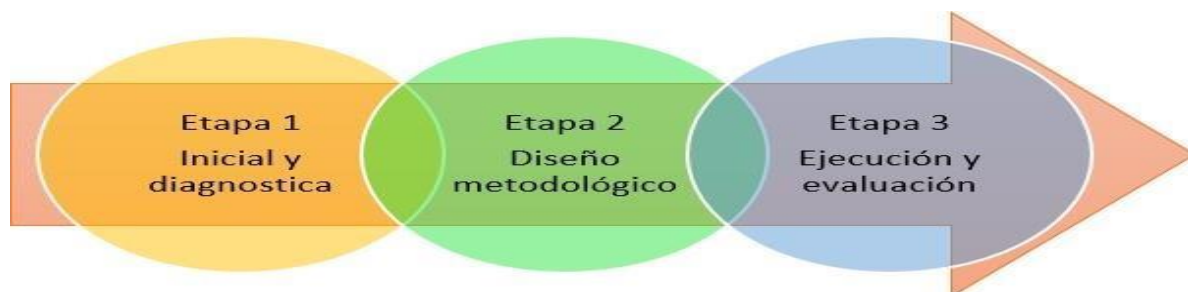 Etapa 1
Inicial y
diagnostica
Etapa 2
Diseño
metodológico
Etapa 3
Ejecución y
evaluación